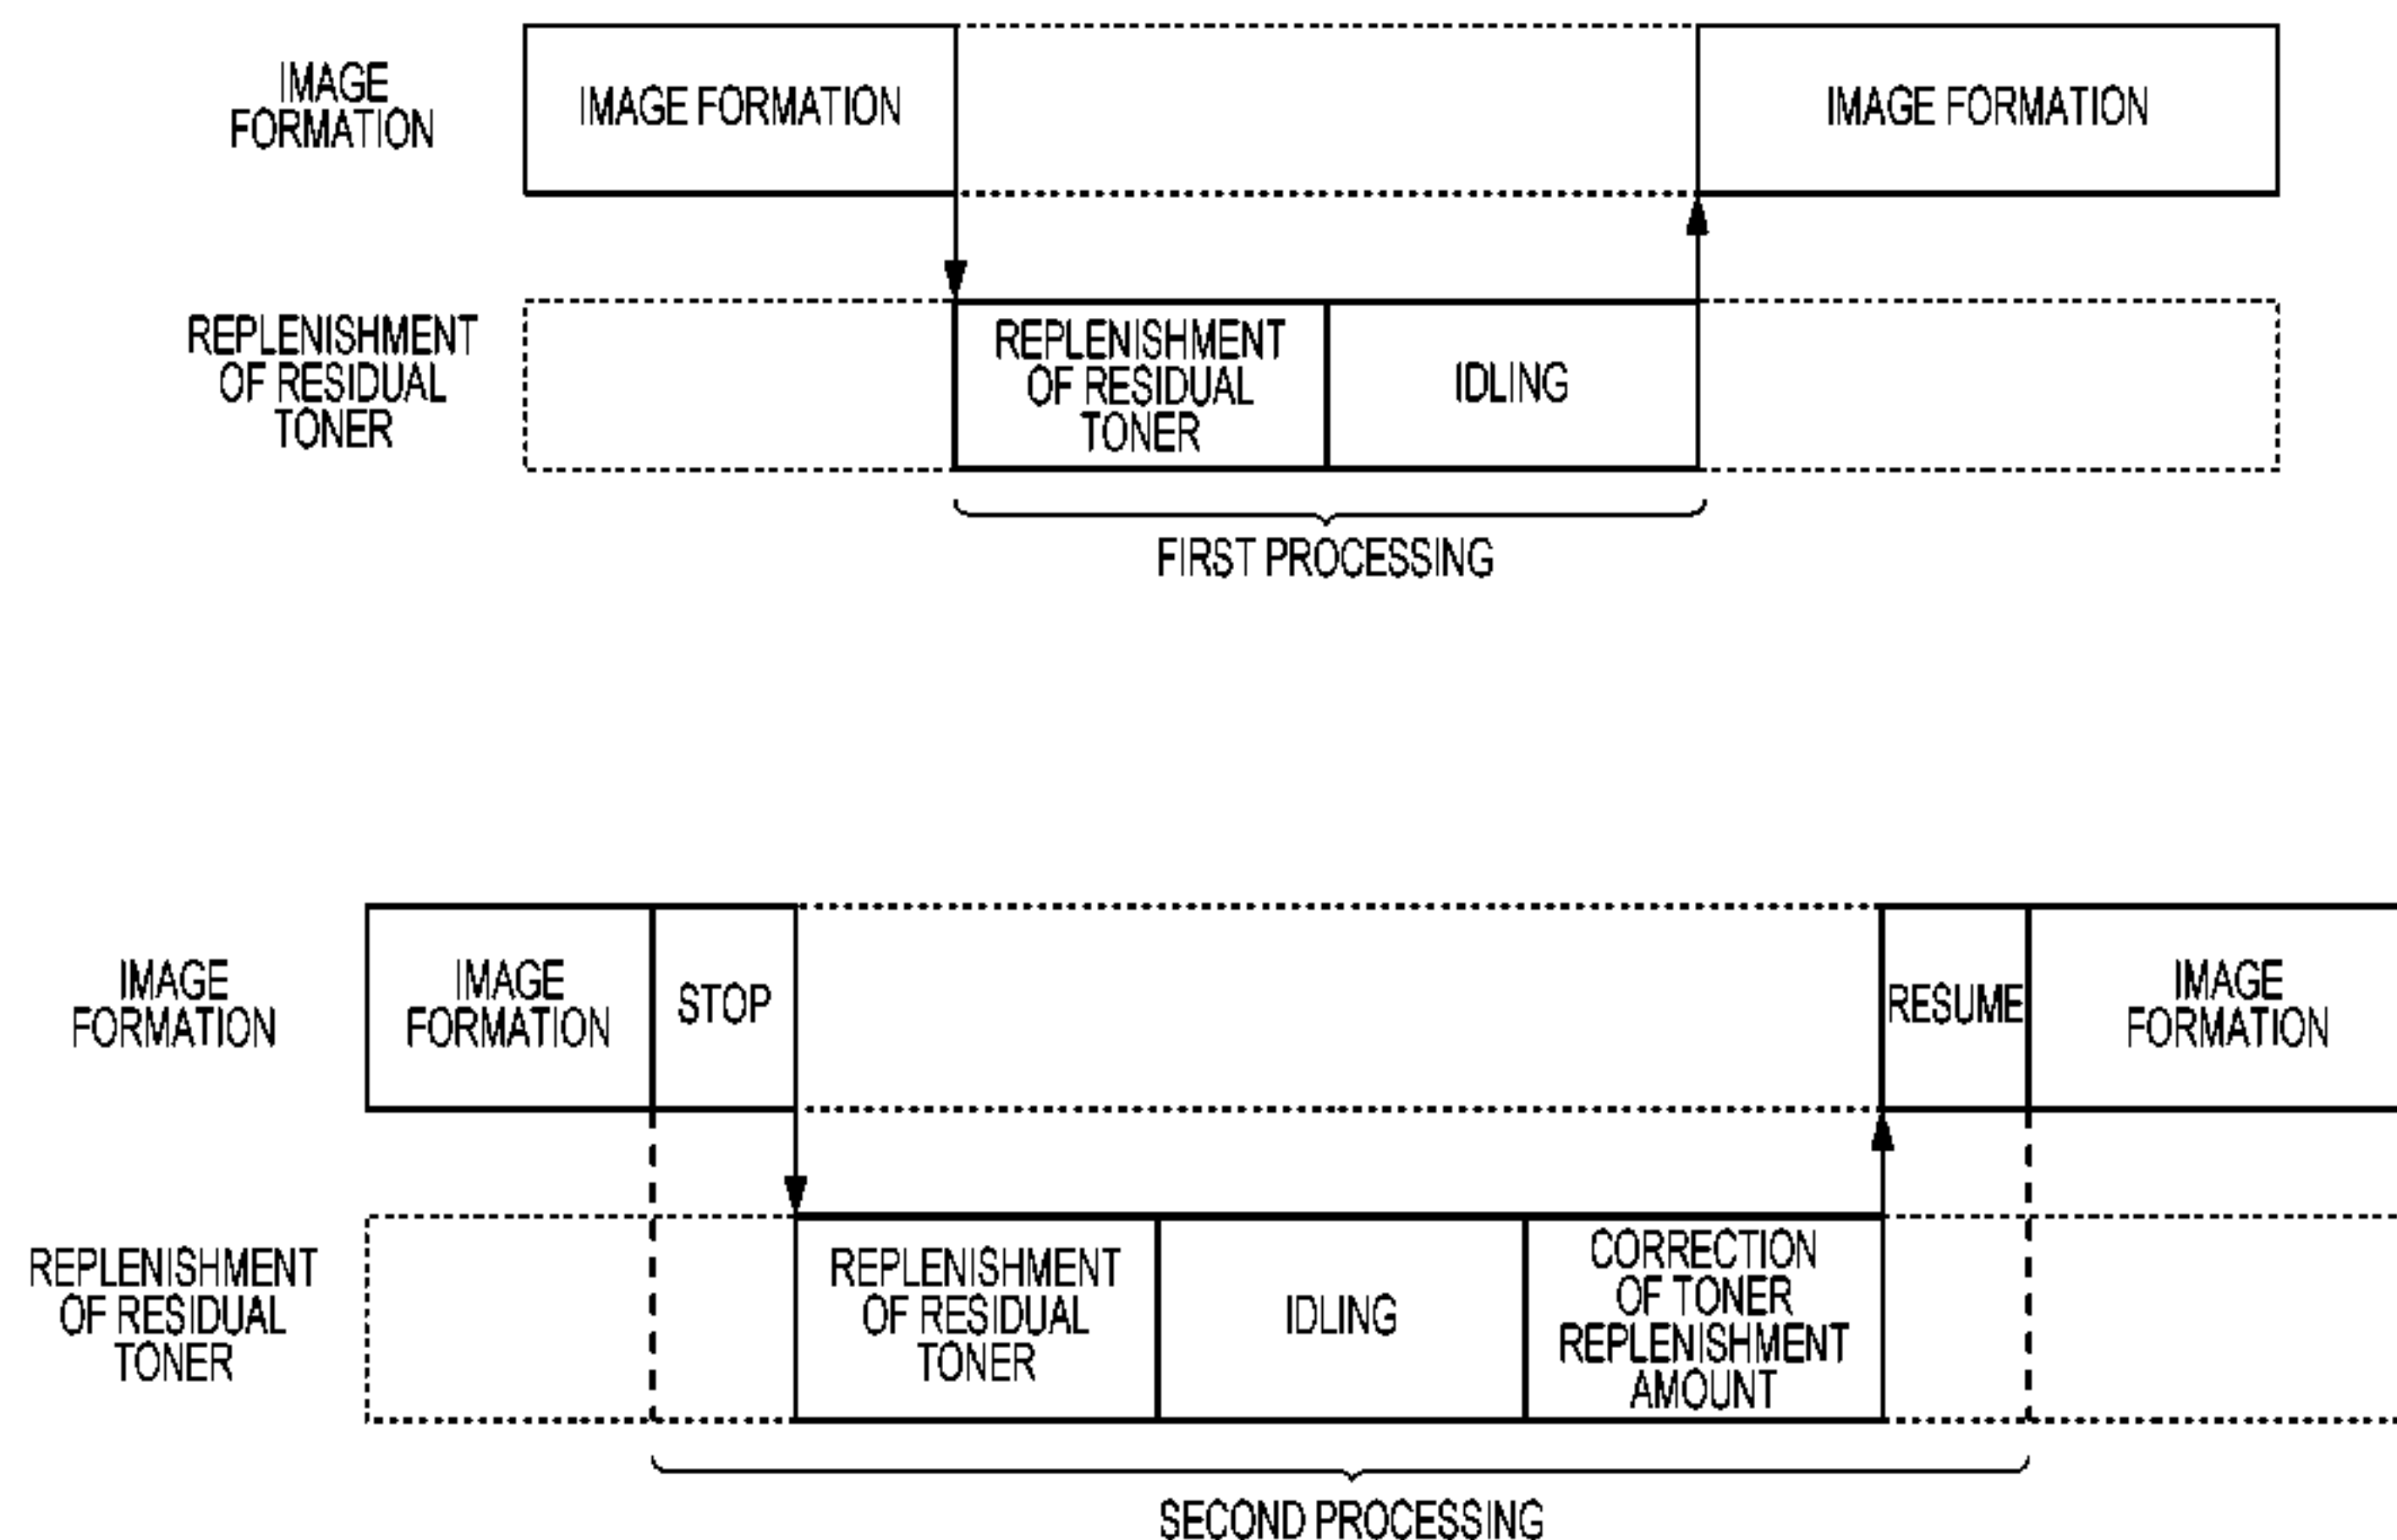 IMAGE
FORMATION
IMAGE FORMATION
IMAGE FORMATION
REPLENISHMENT
OF RESIDUAL
TONER
REPLENISHMENT
OF RESIDUAL
TONER
IDLING
FIRST PROCESSING
IMAGE
FORMATION
IMAGE
FORMATION
STOP
RESUME
IMAGE
FORMATION
REPLENISHMENT
OF RESIDUAL
TONER
REPLENISHMENT
OF RESIDUAL
TONER
IDLING
CORRECTION
OF TONER
REPLENISHMENT
AMOUNT
SECOND PROCESSING